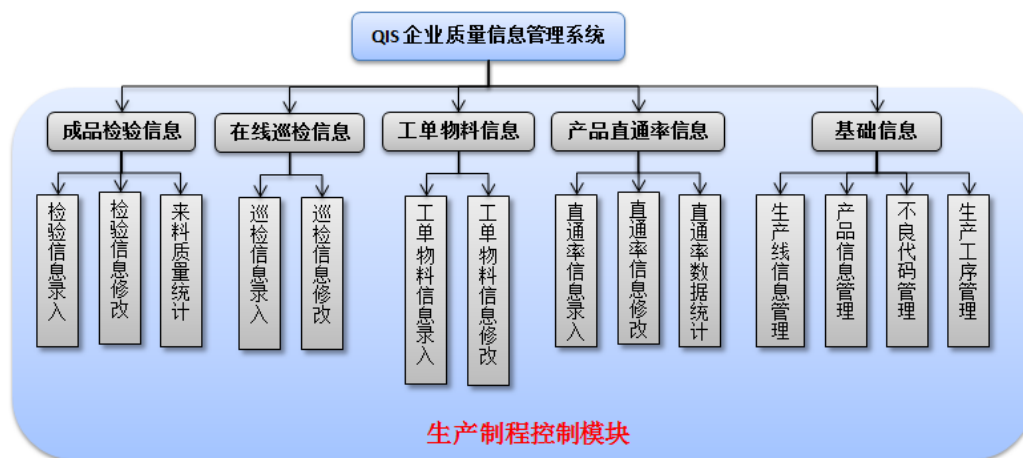 QIS 企业质量信息管理系统
成品检验信息
在线巡检信息
工单物料信息
产品直通率信息
基础信息
检验信息录入
检验信息修改
来料质量统计
巡检信息录入
巡检信息修改
工单物料信息录入
工单物料信息修改
直通率信息录入
直通率信息修改
直通率数据统计
生产线信息管理
产品信息管理
不良代码管理
生产工序管理
生产制程控制模块